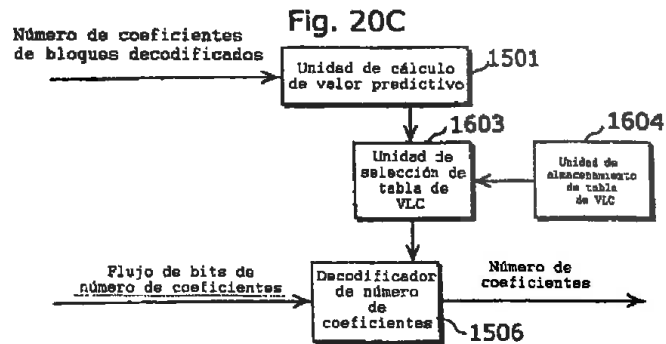 Fig. 20C
Número de coeficientes
de bloques decodificados
Unidad de cálculo
de valor predictivo
1501
1603
1604
Unidad de
selección de
tabla de
VLC
Unidad de
almacenamiento
de tabla
de VLC
Flujo de bits de
número de coeficientes
Decodificador
de número
de
coeficientes
Número de
coeficientes
1506